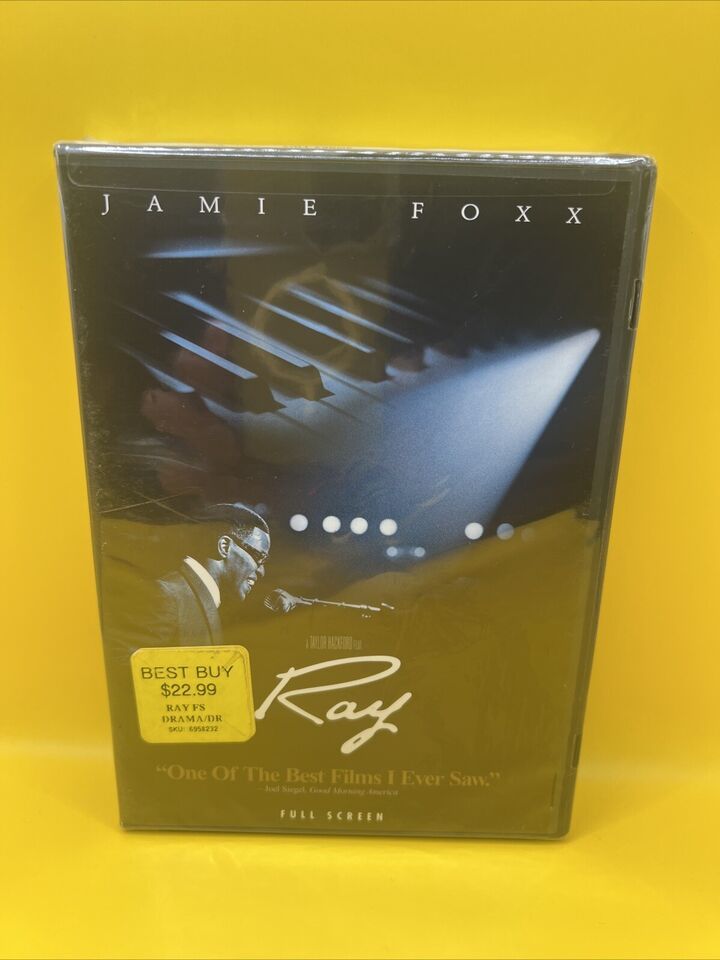 JAMIE FOXX
A TAYLOR HACKFORD FILM
BEST BUY
$22.99
RAY FS
DRAMA/DR
SKU: 6958232
Ray
“One Of The Best Films I Ever Saw.”
—Joel Siegel, Good Morning America
FULL SCREEN